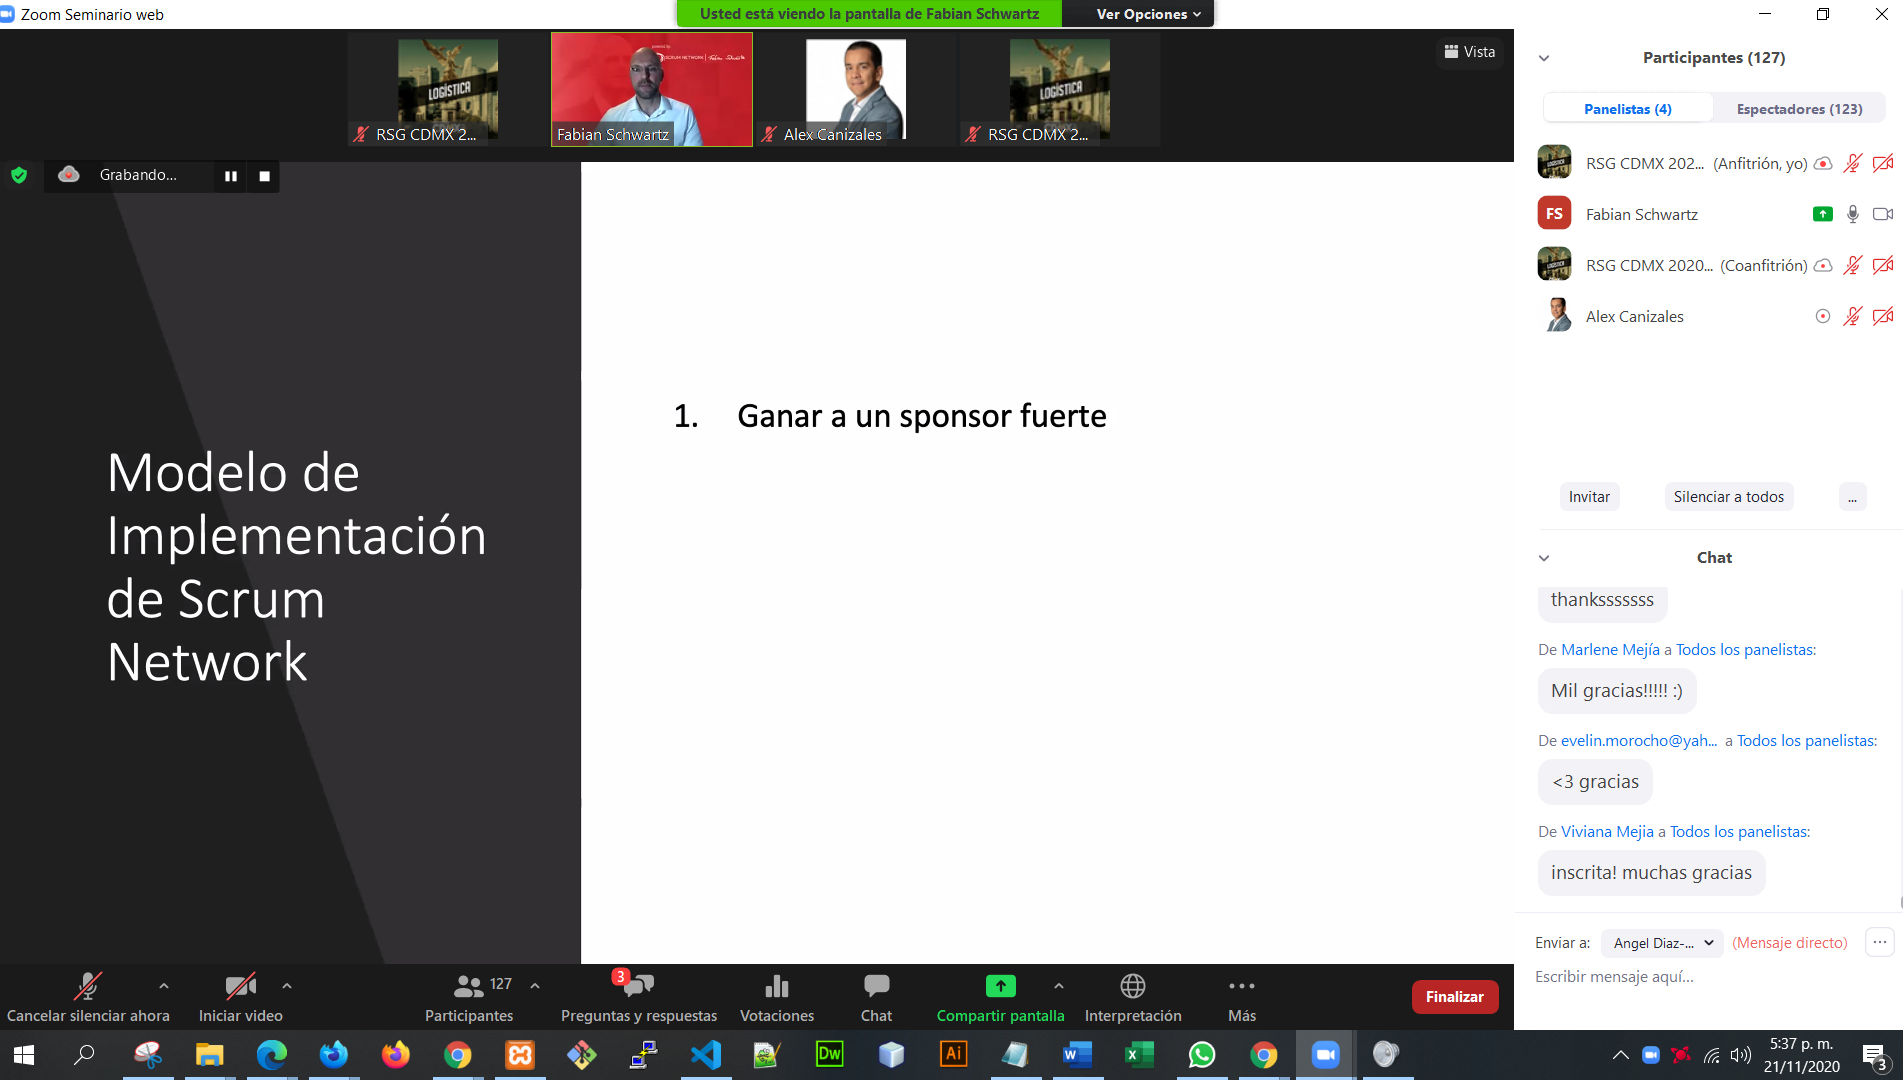 Zoom Seminario web
Usted está viendo la pantalla de Fabian Schwartz
Ver Opciones
LOGÍSTICA
RSG CDMX 2...
SCRUM NETWORK
Fabian Schwartz
Alex Canizales
LOGÍSTICA
RSG CDMX 2...
Vista
Grabando...
Modelo de
Implementación
de Scrum
Network
1. Ganar a un sponsor fuerte
Participantes (127)
Panelistas (4)
Espectadores (123)
RSG CDMX 202... (Anfitrión, yo)
FS
Fabian Schwartz
RSG CDMX 2020... (Coanfitrión)
Alex Canizales
Invitar
Silenciar a todos
...
Chat
thanksssssss
De Marlene Mejía a Todos los panelistas:
Mil gracias!!!!! :)
De evelin.morocho@yah... a Todos los panelistas:
<3 gracias
De Viviana Mejia a Todos los panelistas:
inscrita! muchas gracias
Enviar a: Angel Diaz-... (Mensaje directo)
Escribir mensaje aquí...
Cancelar silenciar ahora
Iniciar video
127
Participantes
3
Preguntas y respuestas
Votaciones
Chat
Compartir pantalla
Interpretación
Más
Finalizar
Dw
Ai
5:37 p. m.
21/11/2020
3